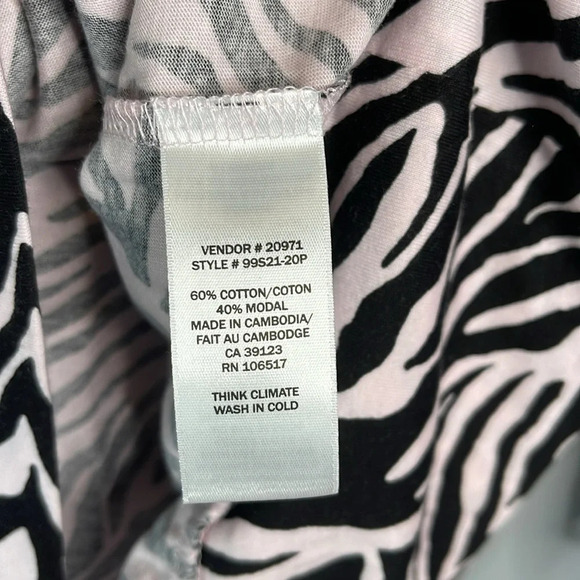 VENDOR # 20971
STYLE # 99S21-20P
60% COTTON/COTON
40% MODAL
MADE IN CAMBODIA/
FAIT AU CAMBODGE
CA 39123
RN 106517
THINK CLIMATE
WASH IN COLD